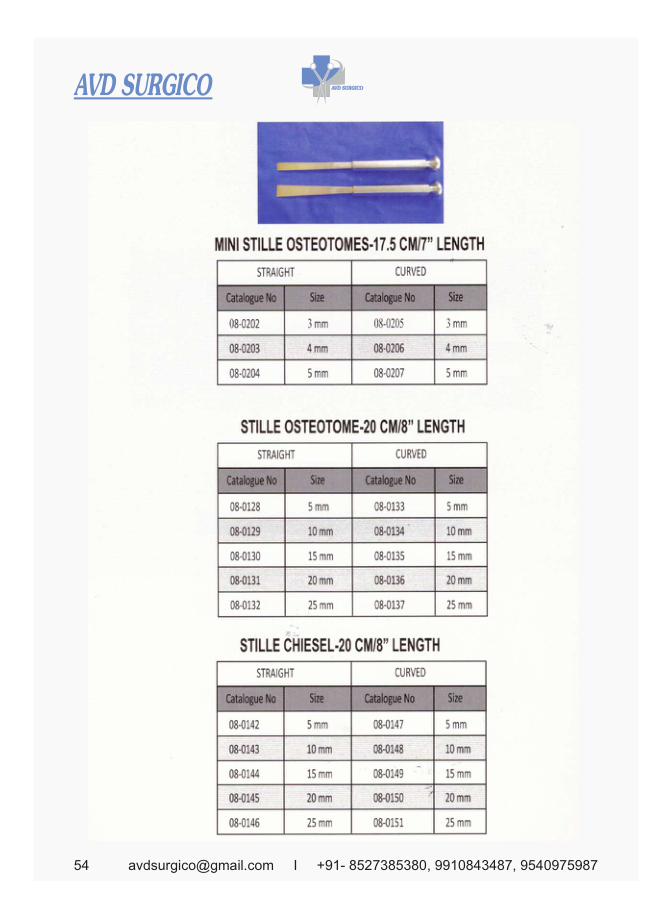 AVD SURGICO
AVD SURGICO
MINI STILLE OSTEOTOMES-17.5 CM/7” LENGTH
STRAIGHT CURVED
Catalogue No Size Catalogue No Size
08-0202 3 mm 08-0205 3 mm
08-0203 4 mm 08-0206 4 mm
08-0204 5 mm 08-0207 5 mm
STILLE OSTEOTOME-20 CM/8” LENGTH
STRAIGHT CURVED
Catalogue No Size Catalogue No Size
08-0128 5 mm 08-0133 5 mm
08-0129 10 mm 08-0134 10 mm
08-0130 15 mm 08-0135 15 mm
08-0131 20 mm 08-0136 20 mm
08-0132 25 mm 08-0137 25 mm
STILLE CHIESEL-20 CM/8” LENGTH
STRAIGHT CURVED
Catalogue No Size Catalogue No Size
08-0142 5 mm 08-0147 5 mm
08-0143 10 mm 08-0148 10 mm
08-0144 15 mm 08-0149 15 mm
08-0145 20 mm 08-0150 20 mm
08-0146 25 mm 08-0151 25 mm
54 avdsurgico@gmail.com I +91- 8527385380, 9910843487, 9540975987